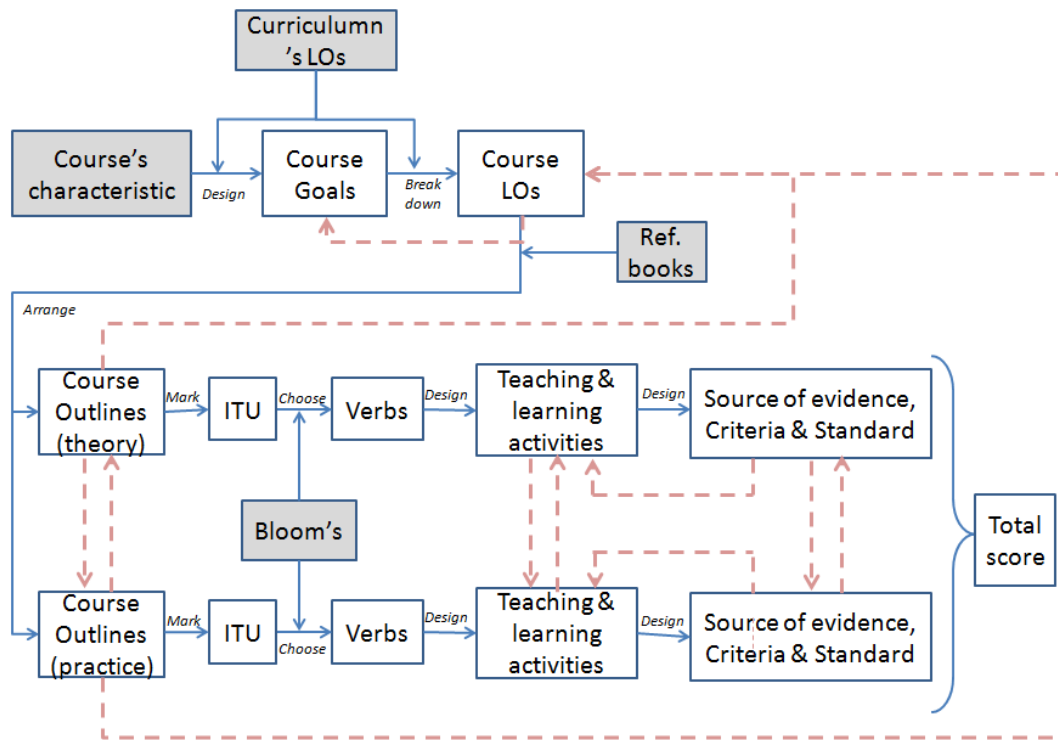 Curriculumn
's LOs
Course's
characteristic
Design
Course
Goals
Break
down
Course
LOs
Ref.
books
Arrange
Course
Outlines
(theory)
Mark
ITU
Choose
Verbs
Design
Teaching &
learning
activities
Design
Source of evidence,
Criteria & Standard
Bloom's
Total
score
Course
Outlines
(practice)
Mark
ITU
Choose
Verbs
Design
Teaching &
learning
activities
Design
Source of evidence,
Criteria & Standard